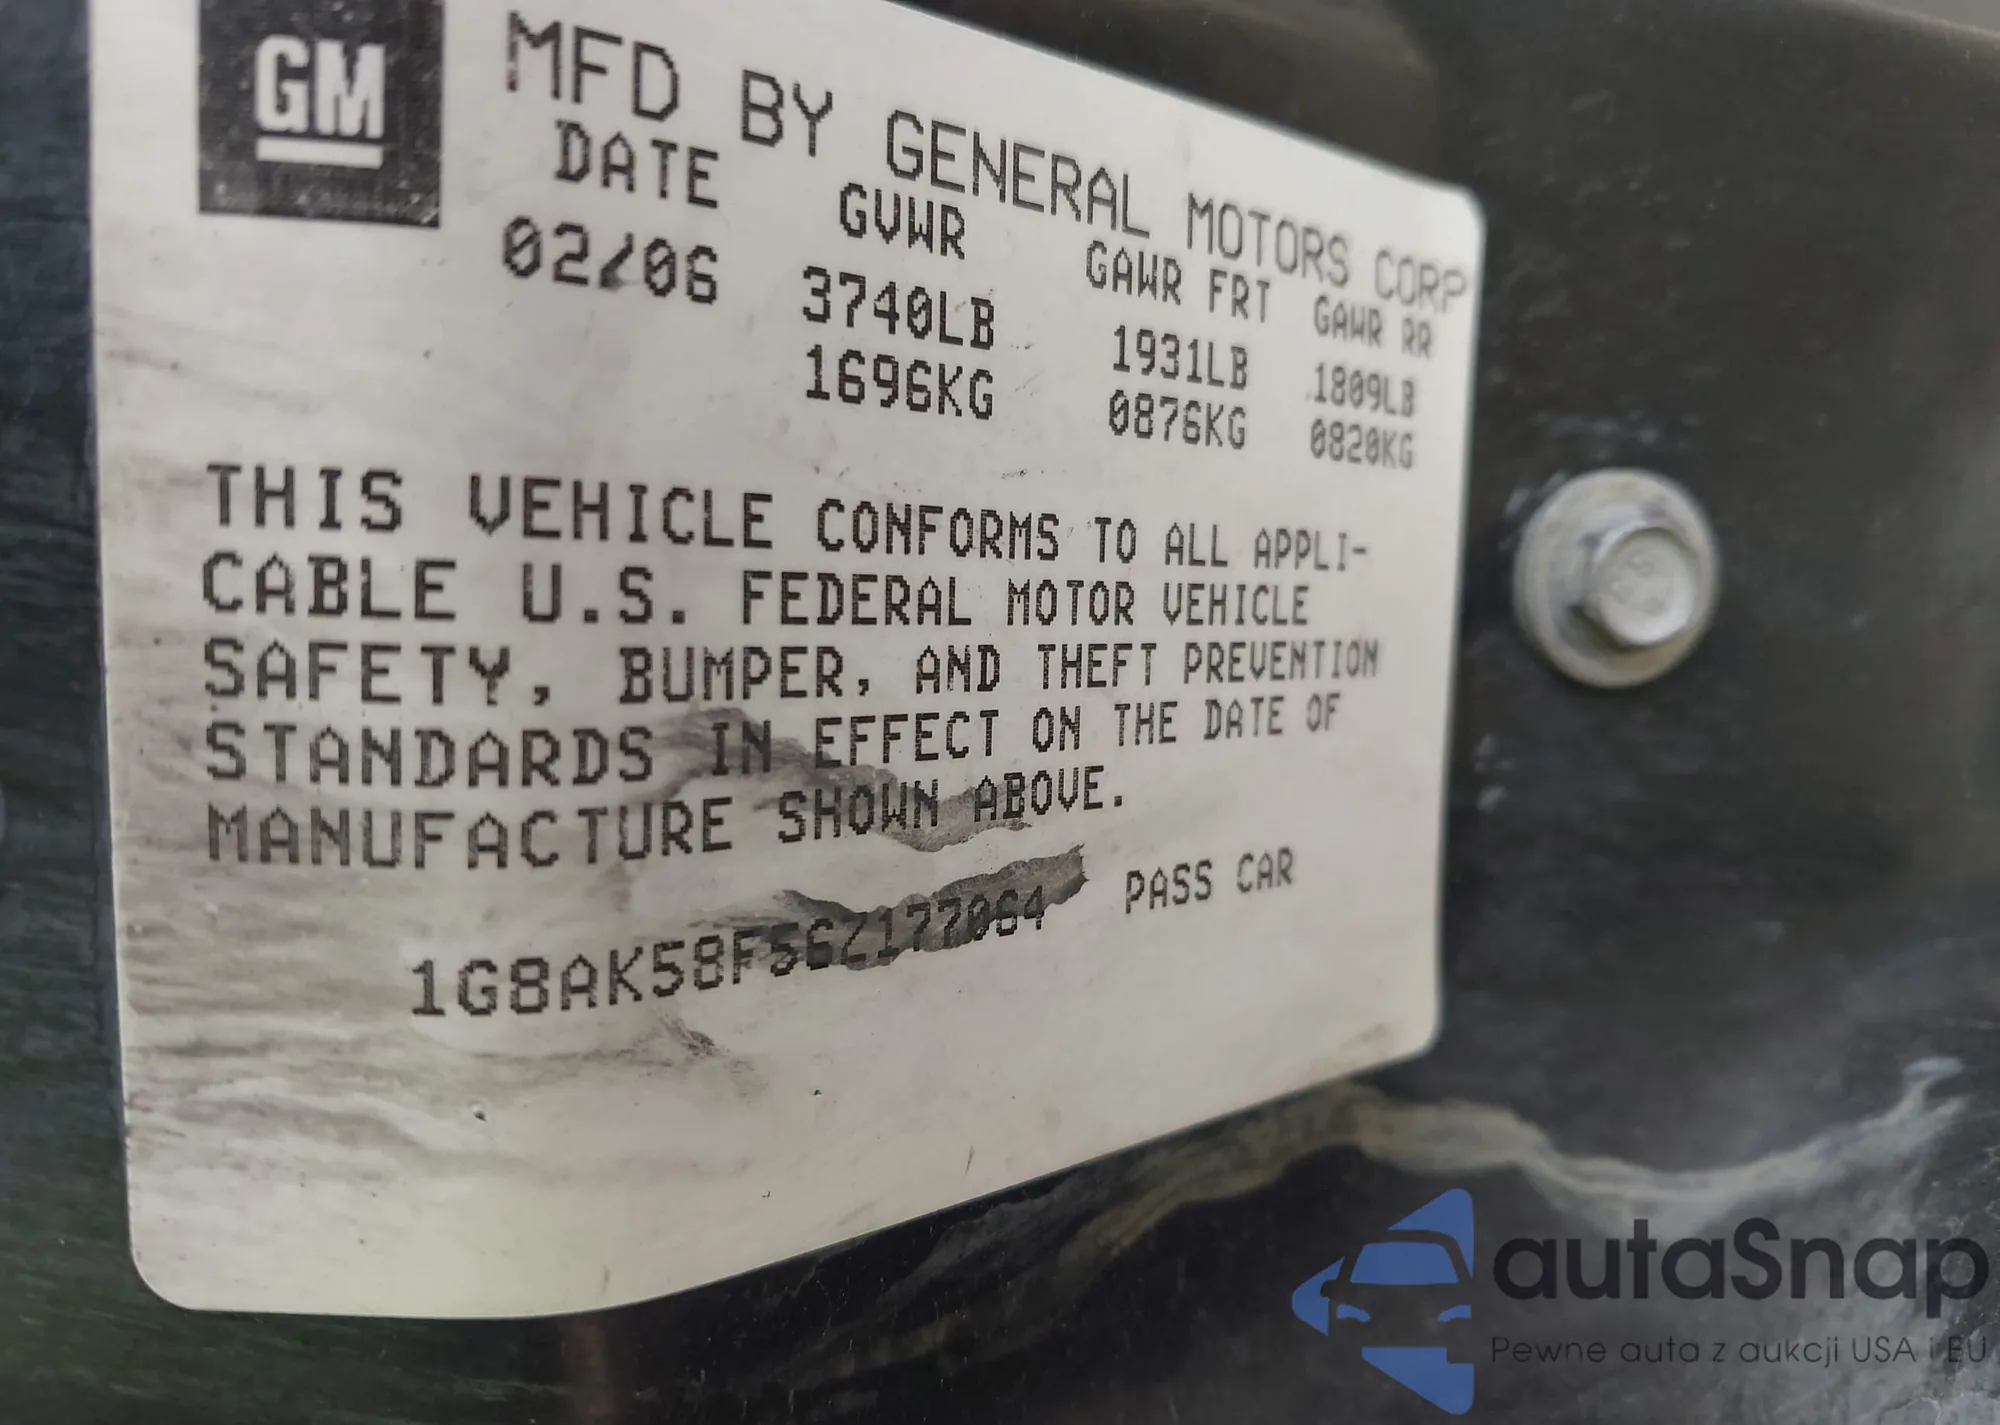 GM
MFD BY GENERAL MOTORS CORP
DATE GVWR GAWR FRT GAWR RR
02/06 3740LB 1931LB 1809LB
1696KG 0876KG 0820KG
THIS VEHICLE CONFORMS TO ALL APPLI-
CABLE U.S. FEDERAL MOTOR VEHICLE
SAFETY, BUMPER, AND THEFT PREVENTION
STANDARDS IN EFFECT ON THE DATE OF
MANUFACTURE SHOWN ABOVE.
1G8AK58F56Z177064 PASS CAR
autaSnap
Pewne auta z aukcji USA i EU